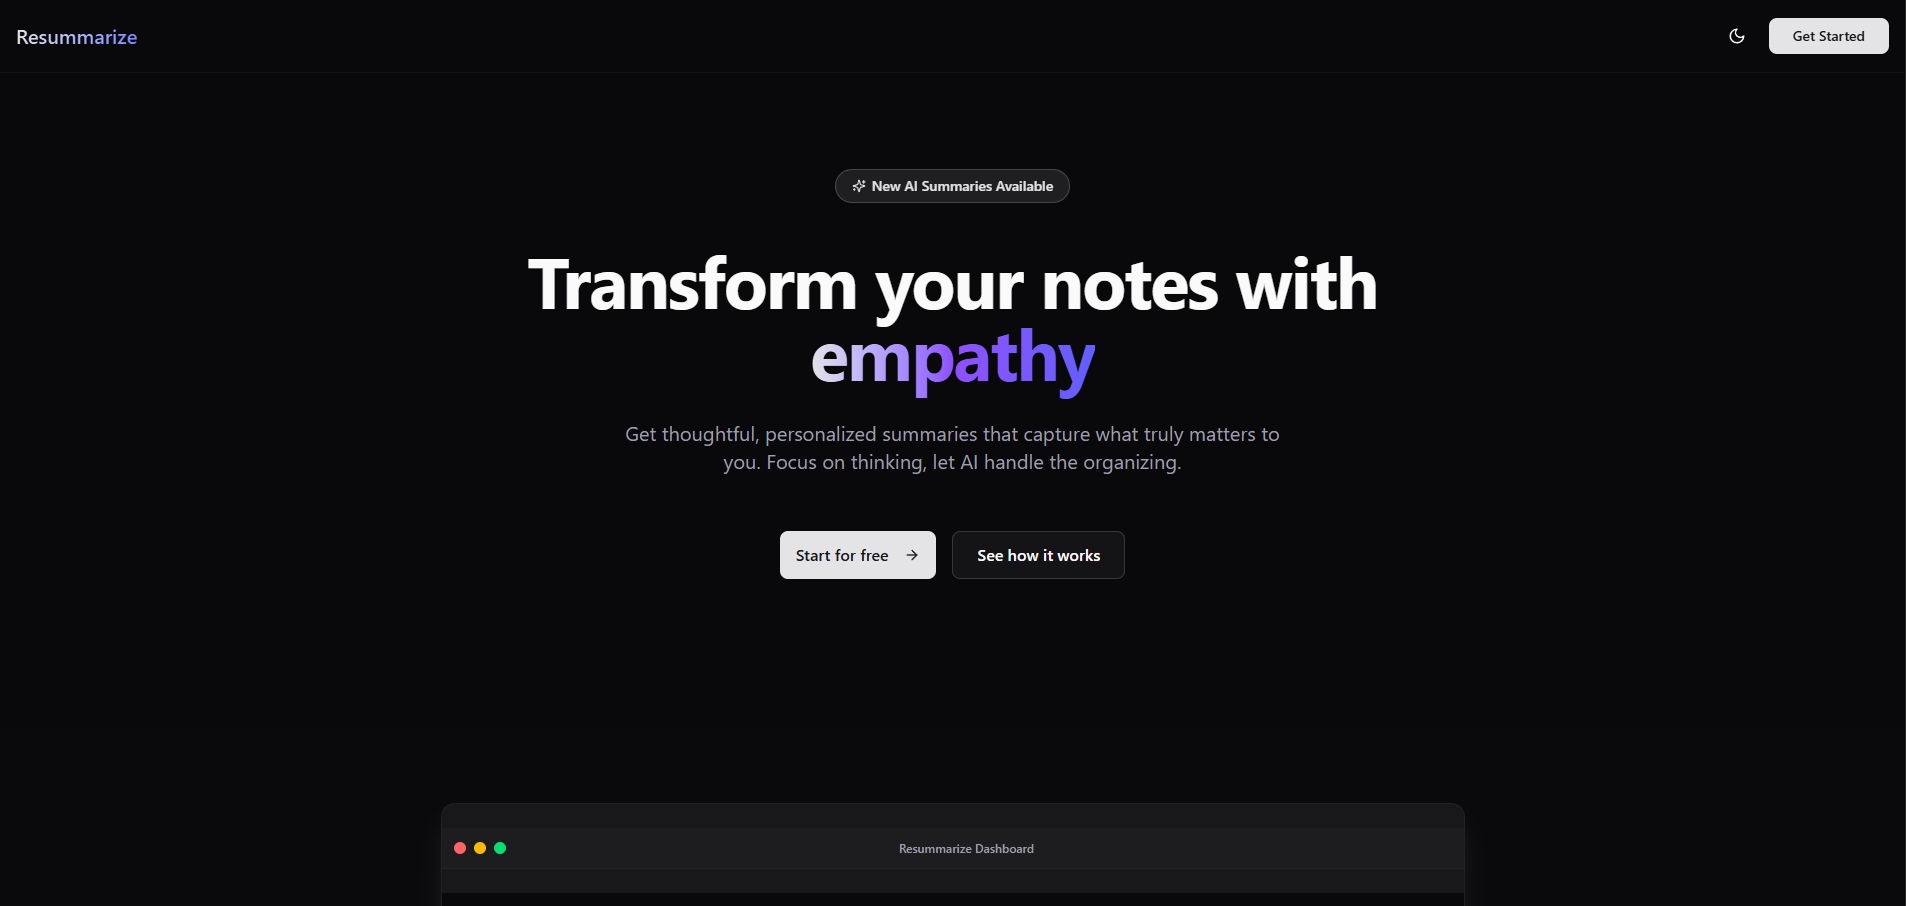 Resummarize
Get Started
New AI Summaries Available
Transform your notes with
empathy
Get thoughtful, personalized summaries that capture what truly matters to
you. Focus on thinking, let AI handle the organizing.
Start for free
See how it works
Resummarize Dashboard